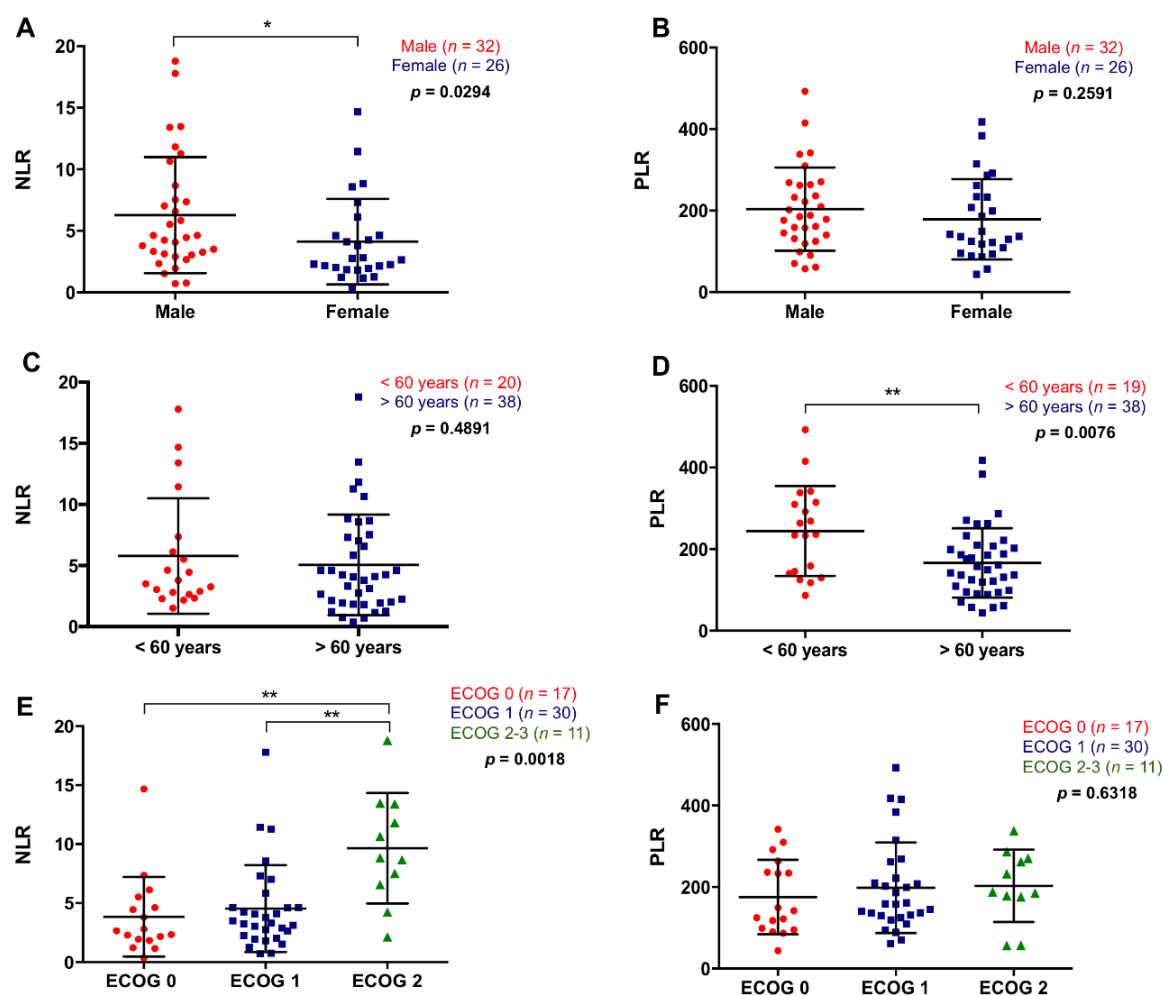 A
*
Male (n = 32)
Female (n = 26)
p = 0.0294
20
15
10
5
0
NLR
Male
Female
B
Male (n = 32)
Female (n = 26)
p = 0.2591
600
400
200
0
PLR
Male
Female
C
< 60 years (n = 20)
> 60 years (n = 38)
p = 0.4891
20
15
10
5
0
NLR
< 60 years
> 60 years
D
**
< 60 years (n = 19)
> 60 years (n = 38)
p = 0.0076
600
400
200
0
PLR
< 60 years
> 60 years
E
**
**
ECOG 0 (n = 17)
ECOG 1 (n = 30)
ECOG 2-3 (n = 11)
p = 0.0018
20
15
10
5
0
NLR
ECOG 0
ECOG 1
ECOG 2
F
ECOG 0 (n = 17)
ECOG 1 (n = 30)
ECOG 2-3 (n = 11)
p = 0.6318
600
400
200
0
PLR
ECOG 0
ECOG 1
ECOG 2